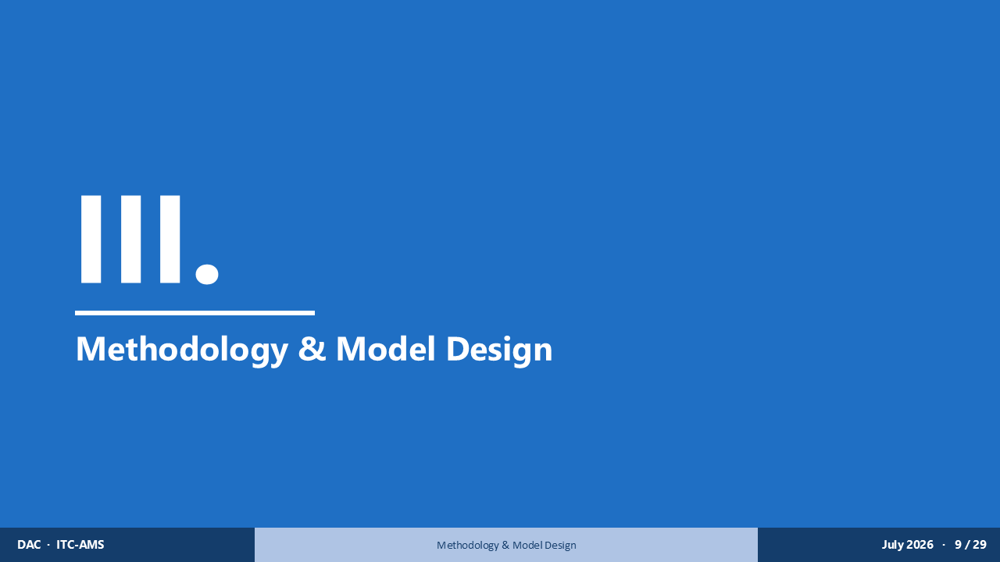 III.
Methodology & Model Design
DAC · ITC-AMS
Methodology & Model Design
July 2026 · 9 / 29